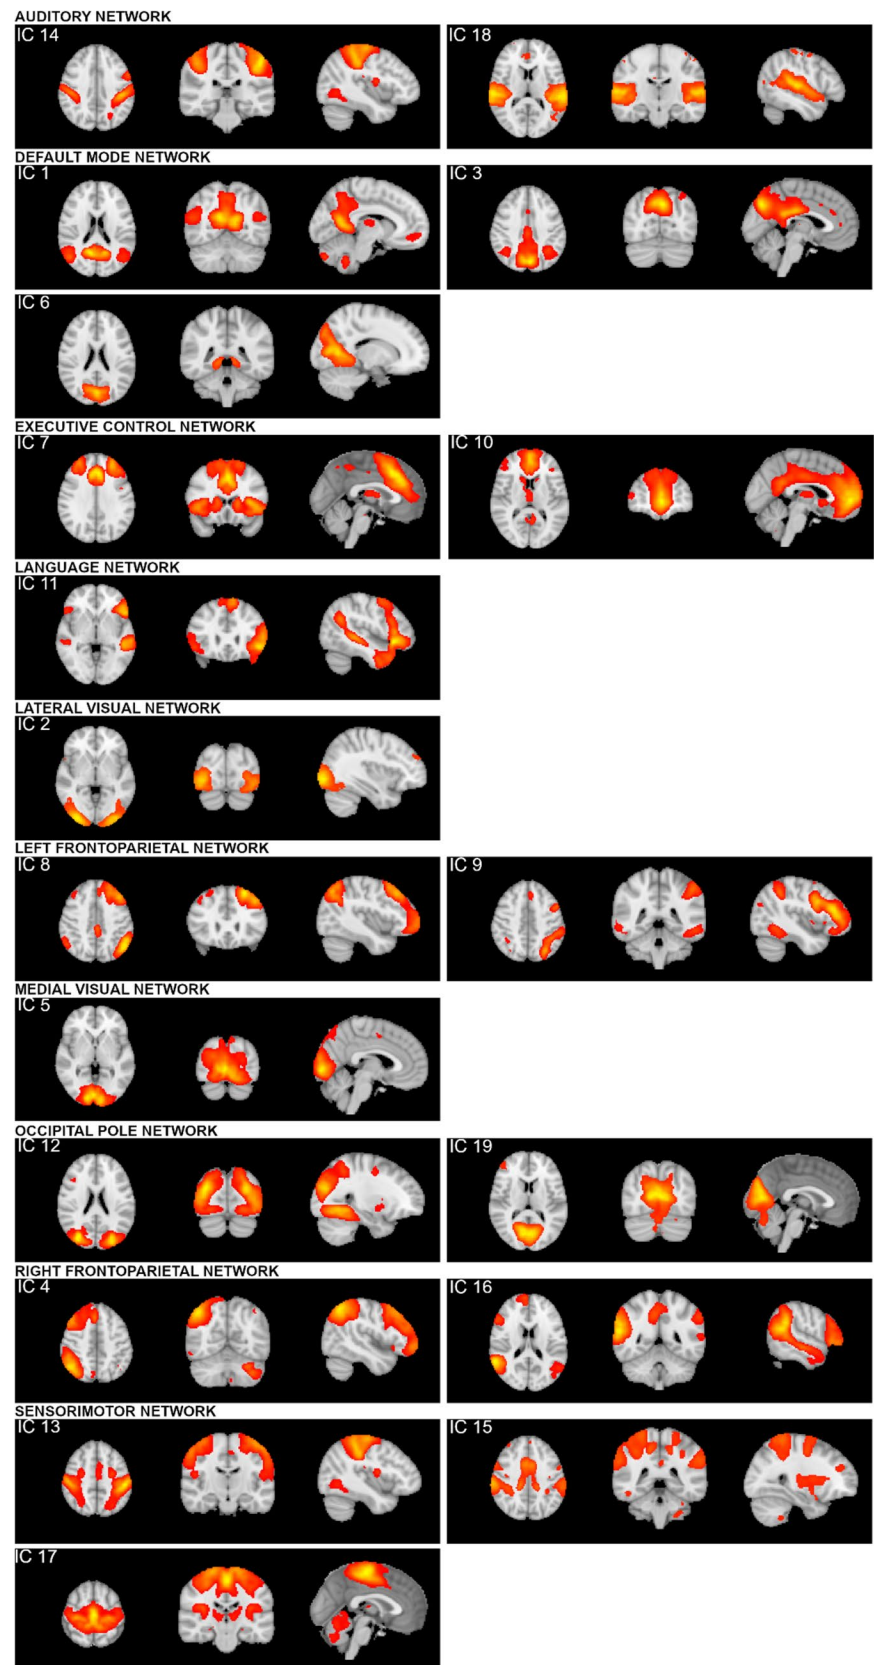 AUDITORY NETWORK
IC 14
IC 18
DEFAULT MODE NETWORK
IC 1
IC 3
IC 6
EXECUTIVE CONTROL NETWORK
IC 7
IC 10
LANGUAGE NETWORK
IC 11
LATERAL VISUAL NETWORK
IC 2
LEFT FRONTOPARIETAL NETWORK
IC 8
IC 9
MEDIAL VISUAL NETWORK
IC 5
OCCIPITAL POLE NETWORK
IC 12
IC 19
RIGHT FRONTOPARIETAL NETWORK
IC 4
IC 16
SENSORIMOTOR NETWORK
IC 13
IC 15
IC 17